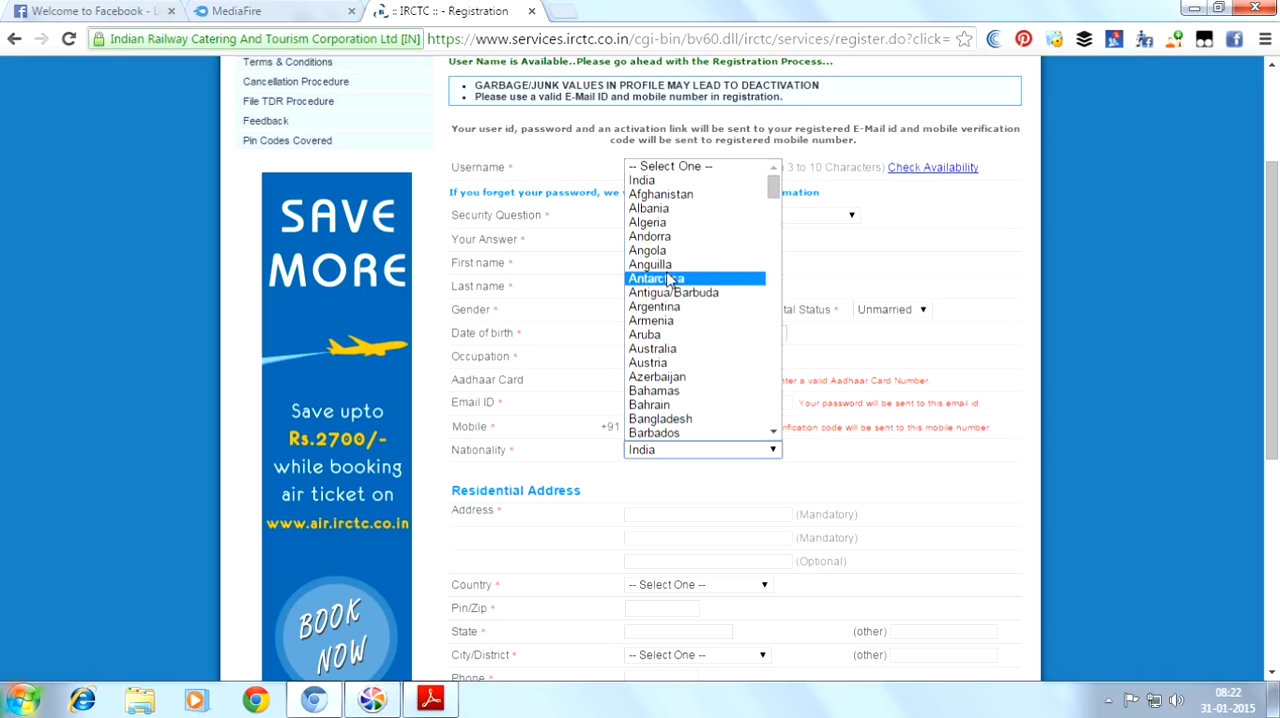 Welcome to Facebook - L
MediaFire
:: IRCTC :: - Registration
Indian Railway Catering And Tourism Corporation Ltd [IN]
https://www.services.irctc.co.in/cgi-bin/bv60.dll/irctc/services/register.do?click=
Terms & Conditions
Cancellation Procedure
File TDR Procedure
Feedback
Pin Codes Covered
SAVE
MORE
Save upto
Rs.2700/-
while booking
air ticket on
www.air.irctc.co.in
BOOK
NOW
User Name is Available..Please go ahead with the Registration Process...
GARBAGE/JUNK VALUES IN PROFILE MAY LEAD TO DEACTIVATION
Please use a valid E-Mail ID and mobile number in registration.
Your user id, password and an activation link will be sent to your registered E-Mail id and mobile verification
code will be sent to registered mobile number.
Username * 3 to 10 Characters) Check Availability
If you forget your password, we
Security Question *
Your Answer *
First name *
Last name *
Gender * Status * Unmarried
Date of birth *
Occupation *
Aadhaar Card a valid Aadhaar Card Number.
Email ID * Your password will be sent to this email id
Mobile * +91 code will be sent to this mobile number.
Nationality * India
-- Select One --
India
Afghanistan
Albania
Algeria
Andorra
Angola
Anguilla
Antarctica
Antigua/Barbuda
Argentina
Armenia
Aruba
Australia
Austria
Azerbaijan
Bahamas
Bahrain
Bangladesh
Barbados
Residential Address
Address * (Mandatory)
(Mandatory)
(Optional)
Country * -- Select One --
Pin/Zip *
State * (other)
City/District * -- Select One -- (other)
Phone *
08:22
31-01-2015